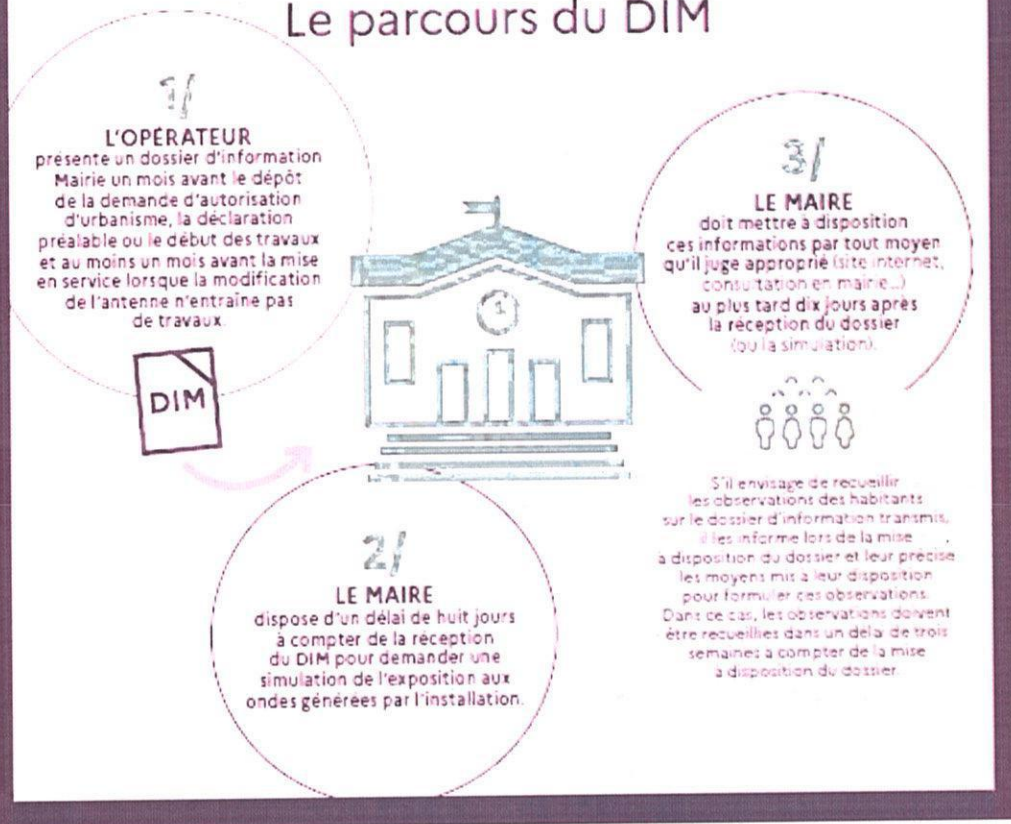 Le parcours du DIM
1/
L'OPÉRATEUR
présente un dossier d'information
Mairie un mois avant le dépôt
de la demande d'autorisation
d'urbanisme, la déclaration
préalable ou le début des travaux
et au moins un mois avant la mise
en service lorsque la modification
de l'antenne n'entraîne pas
de travaux.
DIM
2/
LE MAIRE
dispose d'un délai de huit jours
à compter de la réception
du DIM pour demander une
simulation de l'exposition aux
ondes générées par l'installation.
3/
LE MAIRE
doit mettre à disposition
ces informations par tout moyen
qu'il juge approprié (site internet,
consultation en mairie...)
au plus tard dix jours après
la réception du dossier
(ou la simulation).
S'il envisage de recueillir
les observations des habitants
sur le dossier d'information transmis,
il les informe lors de la mise
à disposition du dossier et leur précise
les moyens mis à leur disposition
pour formuler ces observations.
Dans ce cas, les observations doivent
être recueillies dans un délai de trois
semaines à compter de la mise
à disposition du dossier.